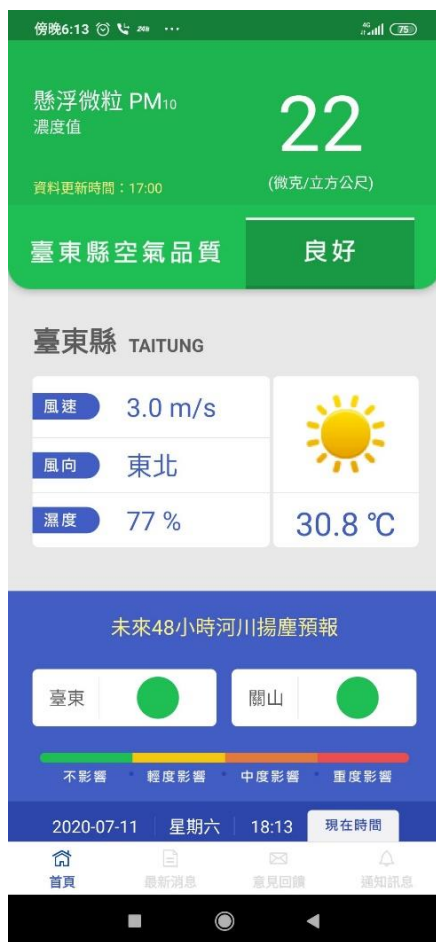 傍晚6:13 24h ... 4G 75
懸浮微粒 PM10
濃度值
22
資料更新時間：17:00
(微克/立方公尺)
臺東縣空氣品質 良好
臺東縣 TAITUNG
風速 3.0 m/s
風向 東北
濕度 77 %
30.8 ℃
未來48小時河川揚塵預報
臺東 關山
不影響 輕度影響 中度影響 重度影響
2020-07-11 星期六 18:13 現在時間
首頁 最新消息 意見回饋 通知訊息